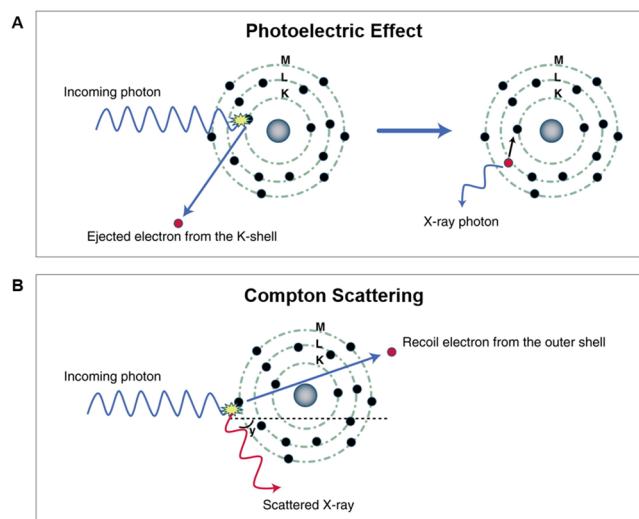 A
Photoelectric Effect
M
L
K
Incoming photon
Ejected electron from the K-shell
M
L
K
X-ray photon
B
Compton Scattering
M
L
K
Recoil electron from the outer shell
Incoming photon
y
Scattered X-ray